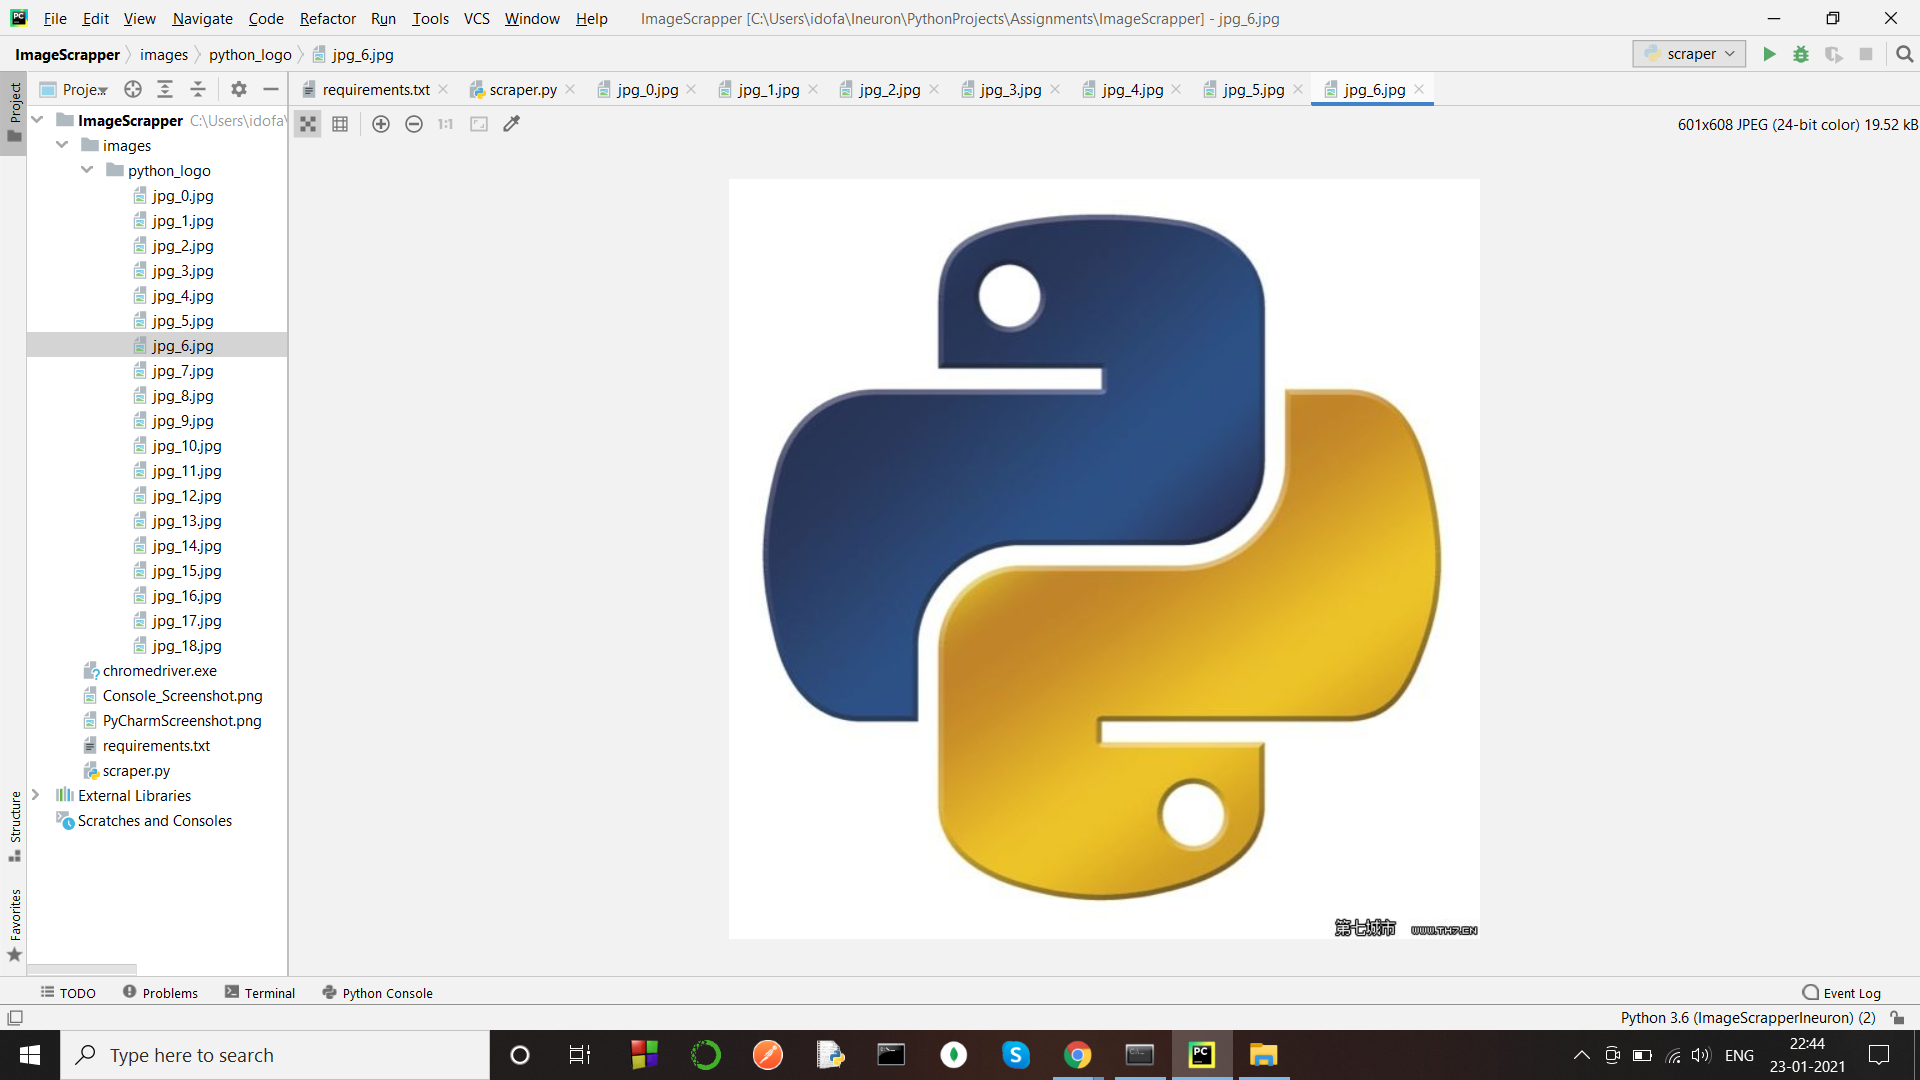 File Edit View Navigate Code Refactor Run Tools VCS Window Help ImageScrapper [C:\Users\idofa\Ineuron\PythonProjects\Assignments\ImageScrapper] - jpg_6.jpg
ImageScrapper images python_logo jpg_6.jpg scraper
Project
Proje... requirements.txt scraper.py jpg_0.jpg jpg_1.jpg jpg_2.jpg jpg_3.jpg jpg_4.jpg jpg_5.jpg jpg_6.jpg
1:1 601x608 JPEG (24-bit color) 19.52 kB
ImageScrapper C:\Users\idofa\
images
python_logo
jpg_0.jpg
jpg_1.jpg
jpg_2.jpg
jpg_3.jpg
jpg_4.jpg
jpg_5.jpg
jpg_6.jpg
jpg_7.jpg
jpg_8.jpg
jpg_9.jpg
jpg_10.jpg
jpg_11.jpg
jpg_12.jpg
jpg_13.jpg
jpg_14.jpg
jpg_15.jpg
jpg_16.jpg
jpg_17.jpg
jpg_18.jpg
chromedriver.exe
Console_Screenshot.png
PyCharmScreenshot.png
requirements.txt
scraper.py
External Libraries
Scratches and Consoles
Structure
Favorites
第七城市 WWW.TH7.CN
TODO Problems Terminal Python Console Event Log
Python 3.6 (ImageScrapperIneuron) (2)
Type here to search
PC
ENG
22:44
23-01-2021